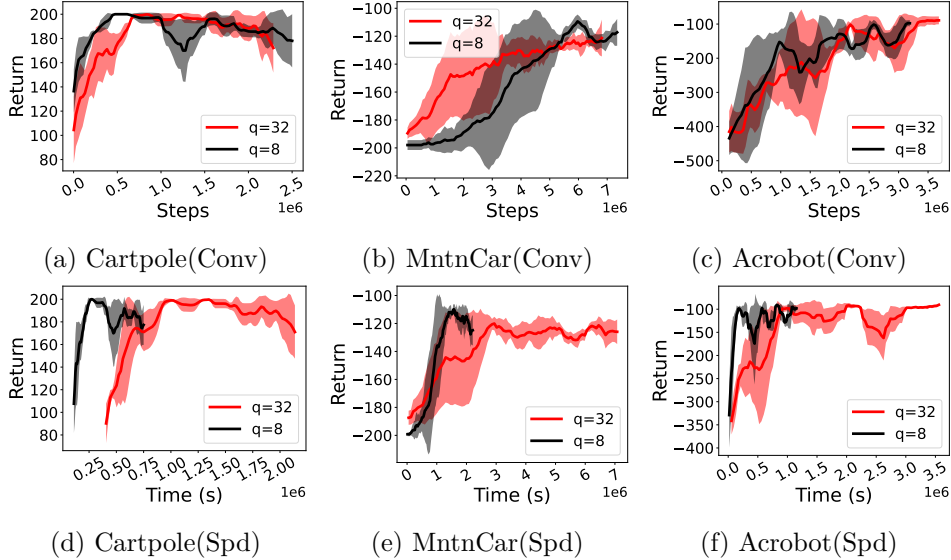 200
180
160
140
120
100
80
Return
q=32
q=8
0.0
0.5
1.0
1.5
2.0
2.5
Steps
1e6
(a) Cartpole(Conv)
−100
−120
−140
−160
−180
−200
−220
Return
q=32
q=8
0
1
2
3
4
5
6
7
Steps
1e6
(b) MntnCar(Conv)
−100
−200
−300
−400
−500
Return
q=32
q=8
0.0
0.5
1.0
1.5
2.0
2.5
3.0
3.5
Steps
1e6
(c) Acrobot(Conv)
200
180
160
140
120
100
80
Return
q=32
q=8
0.25
0.50
0.75
1.00
1.25
1.50
1.75
2.00
Time (s)
1e6
(d) Cartpole(Spd)
−100
−120
−140
−160
−180
−200
Return
q=32
q=8
0
1
2
3
4
5
6
7
Time (s)
1e6
(e) MntnCar(Spd)
−100
−150
−200
−250
−300
−350
−400
Return
q=32
q=8
0.0
0.5
1.0
1.5
2.0
2.5
3.0
3.5
Time (s)
1e6
(f) Acrobot(Spd)